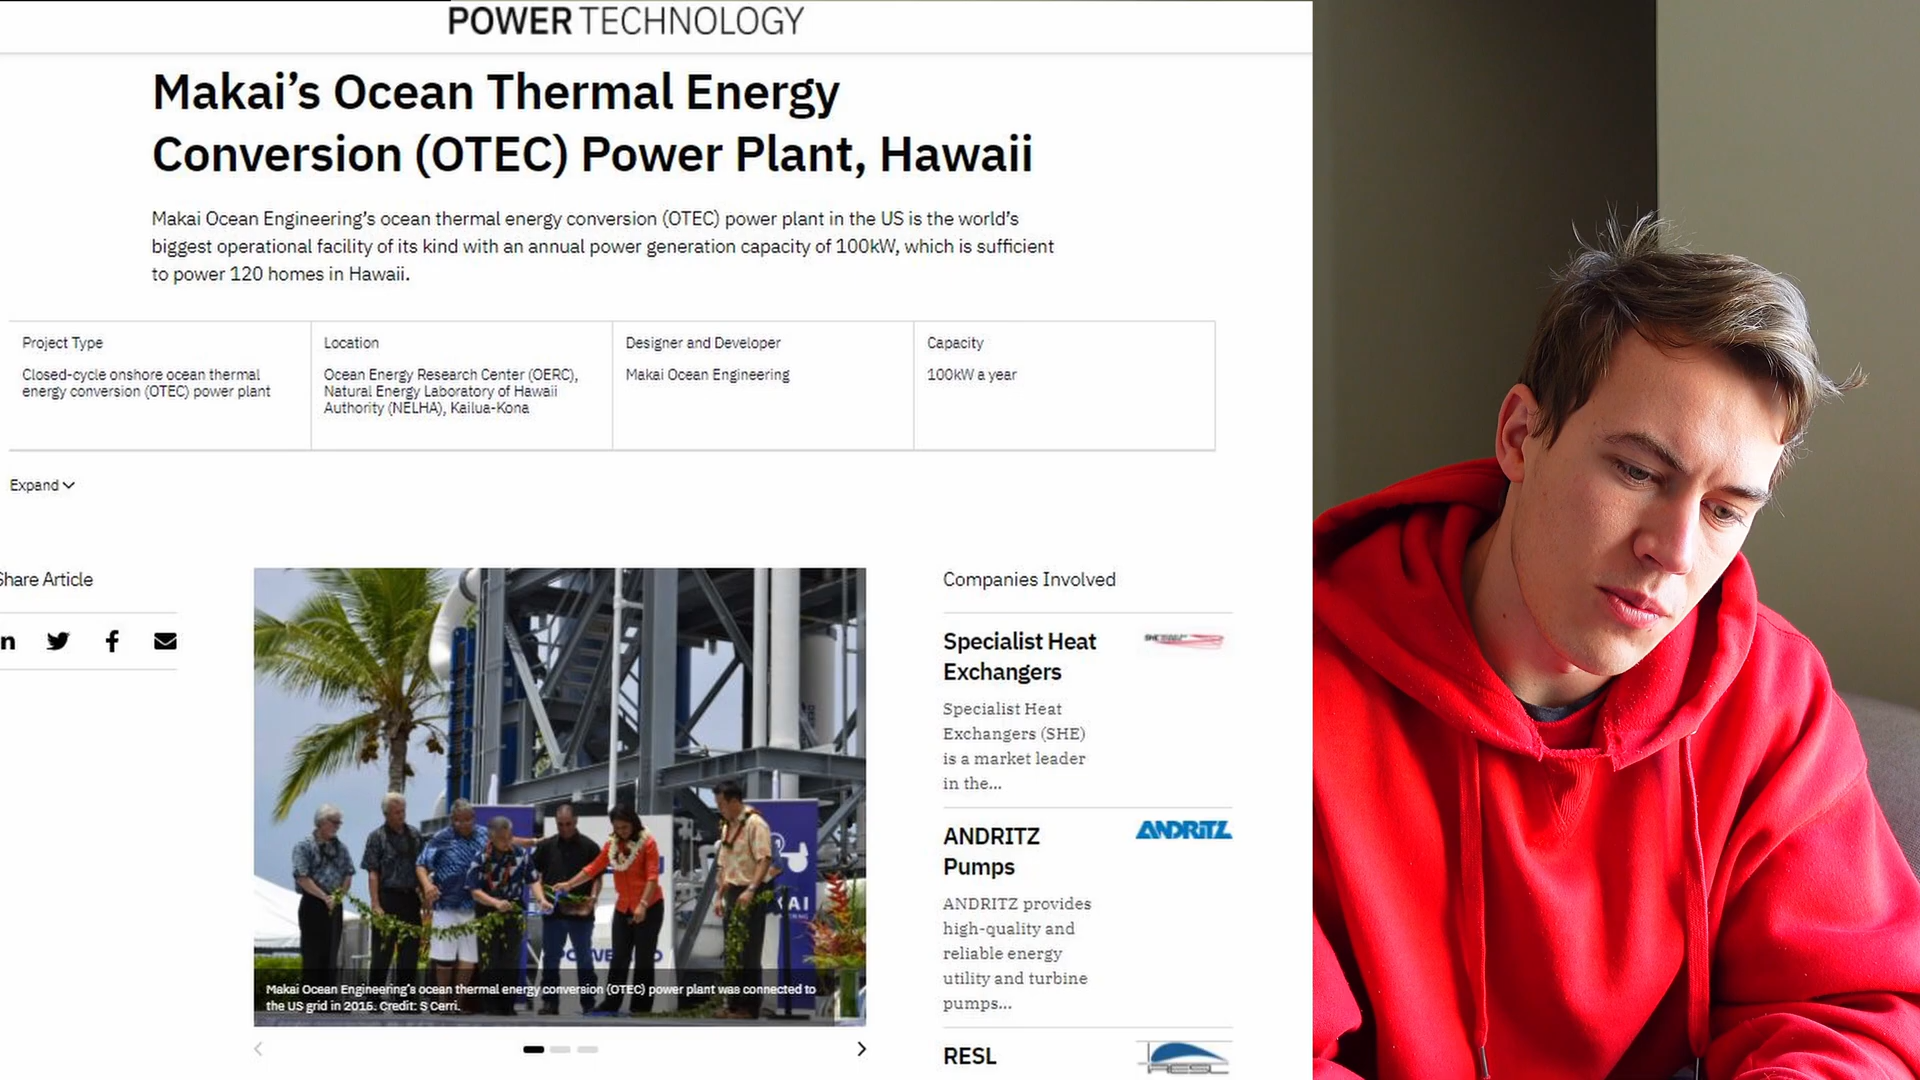 POWER TECHNOLOGY
Makai’s Ocean Thermal Energy
Conversion (OTEC) Power Plant, Hawaii
Makai Ocean Engineering’s ocean thermal energy conversion (OTEC) power plant in the US is the world’s
biggest operational facility of its kind with an annual power generation capacity of 100kW, which is sufficient
to power 120 homes in Hawaii.
Project Type
Closed-cycle onshore ocean thermal
energy conversion (OTEC) power plant
Location
Ocean Energy Research Center (OERC),
Natural Energy Laboratory of Hawaii
Authority (NELHA), Kailua-Kona
Designer and Developer
Makai Ocean Engineering
Capacity
100kW a year
Expand
Share Article
in
KAI
Makai Ocean Engineering’s ocean thermal energy conversion (OTEC) power plant was connected to
the US grid in 2015. Credit: S Cerri.
Companies Involved
Specialist Heat
Exchangers
SHE
Specialist Heat
Exchangers (SHE)
is a market leader
in the...
ANDRITZ
Pumps
ANDRITZ
ANDRITZ provides
high-quality and
reliable energy
utility and turbine
pumps...
RESL
RESL